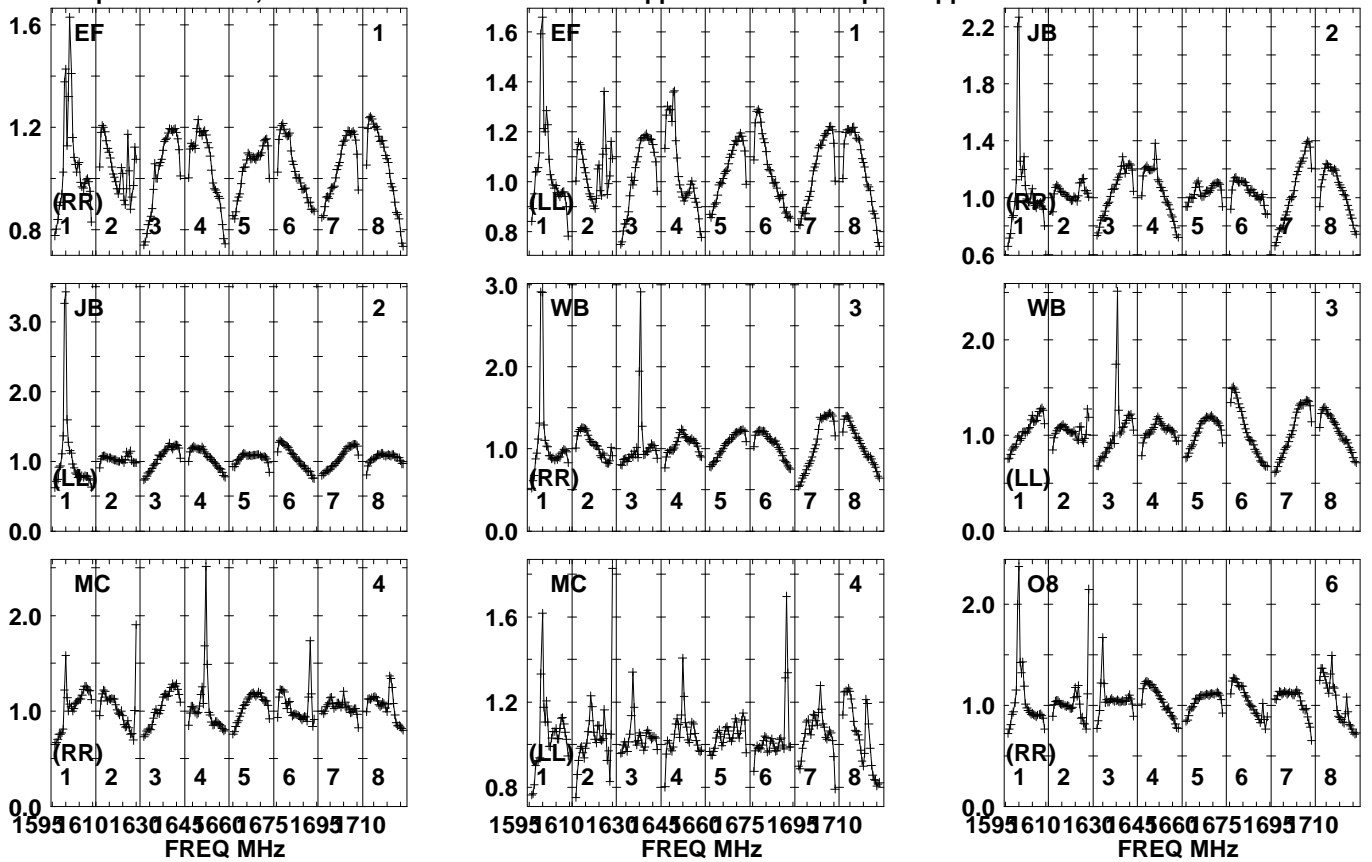 1.6 EF 1
1.2
0.8
(RR)
1 2 3 4 5 6 7 8
1.6 EF 1
1.4
1.2
1.0
0.8
(LL)
1 2 3 4 5 6 7 8
2.2 JB 2
1.8
1.4
1.0
0.6
(RR)
1 2 3 4 5 6 7 8
JB 2
3.0
2.0
1.0
0.0
(LL)
1 2 3 4 5 6 7 8
3.0 WB 3
2.0
1.0
0.0
(RR)
1 2 3 4 5 6 7 8
WB 3
2.0
1.0
0.0
(LL)
1 2 3 4 5 6 7 8
MC 4
2.0
1.0
0.0
(RR)
1 2 3 4 5 6 7 8
1595 1610 1630 1645 1660 1675 1695 1710
FREQ MHz
MC 4
1.6
1.2
0.8
(LL)
1 2 3 4 5 6 7 8
1595 1610 1630 1645 1660 1675 1695 1710
FREQ MHz
O8 6
2.0
1.0
0.0
(RR)
1 2 3 4 5 6 7 8
1595 1610 1630 1645 1660 1675 1695 1710
FREQ MHz